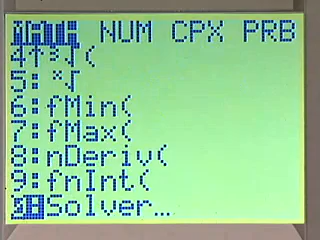 MATH NUM CPX PRB
4↑³√(
5:ˣ√
6:fMin(
7:fMax(
8:nDeriv(
9:fnInt(
0:Solver…